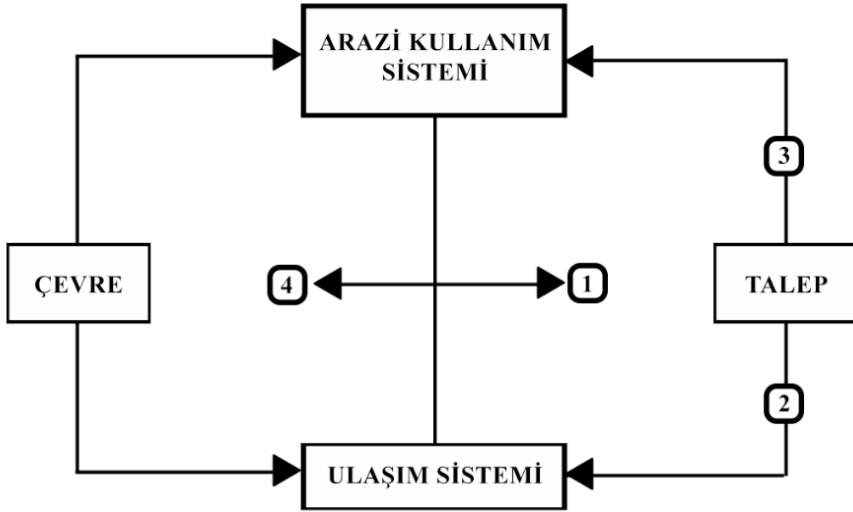 ARAZİ KULLANIM
SİSTEMİ
3
ÇEVRE
4
1
TALEP
2
ULAŞIM SİSTEMİ